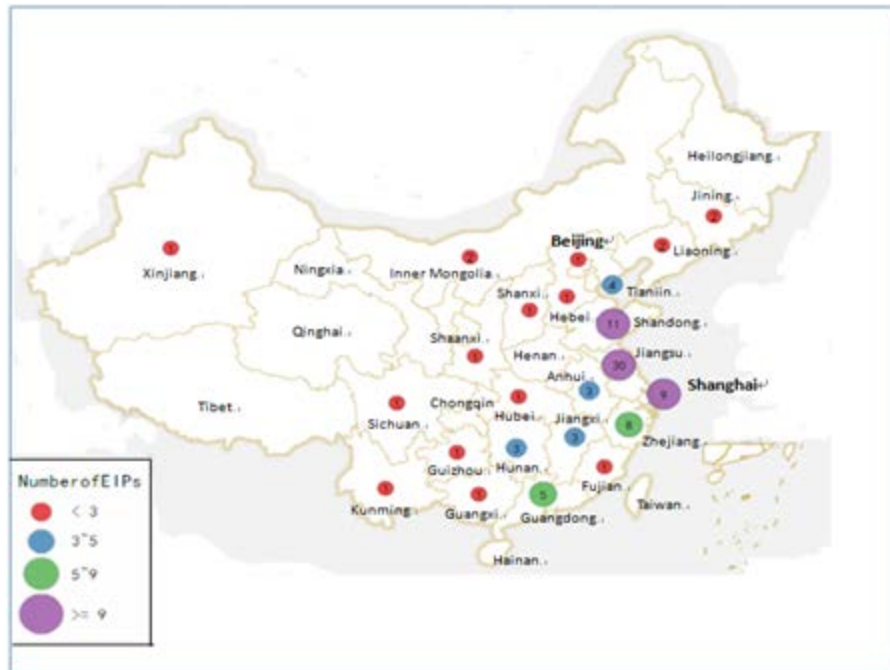 Heilongjiang
Jining
2
Beijing
2
Liaoning
1
Xinjiang
2
Ningxia
Inner Mongolia
1
4
Tianjin
Shanxi
1
Hebei
1
11
Shandong
Qinghai
Shaanxi
1
Henan
Jiangsu
30
Anhui
3
9
Shanghai
Tibet
1
Sichuan
Chongqin
1
Hubei
Jiangxi
3
8
Zhejiang
1
Guizhou
3
Hunan
1
Fujian
1
Kunming
1
Guangxi
5
Guangdong
Taiwan
Hainan
NumberofEIPs
< 3
3~5
5~9
>= 9